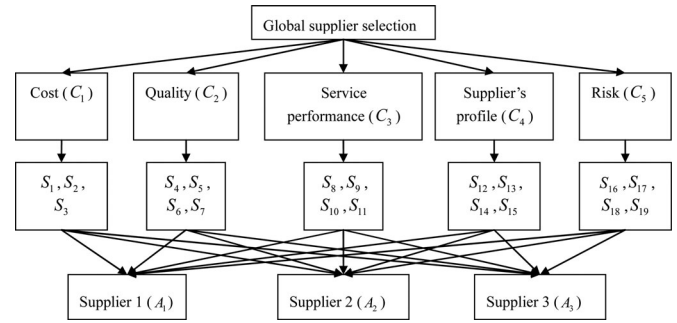 Global supplier selection
Cost (C₁)
Quality (C₂)
Service
performance (C₃)
Supplier's
profile (C₄)
Risk (C₅)
S₁, S₂,
S₃
S₄, S₅,
S₆, S₇
S₈, S₉,
S₁₀, S₁₁
S₁₂, S₁₃,
S₁₄, S₁₅
S₁₆, S₁₇,
S₁₈, S₁₉
Supplier 1 (A₁)
Supplier 2 (A₂)
Supplier 3 (A₃)